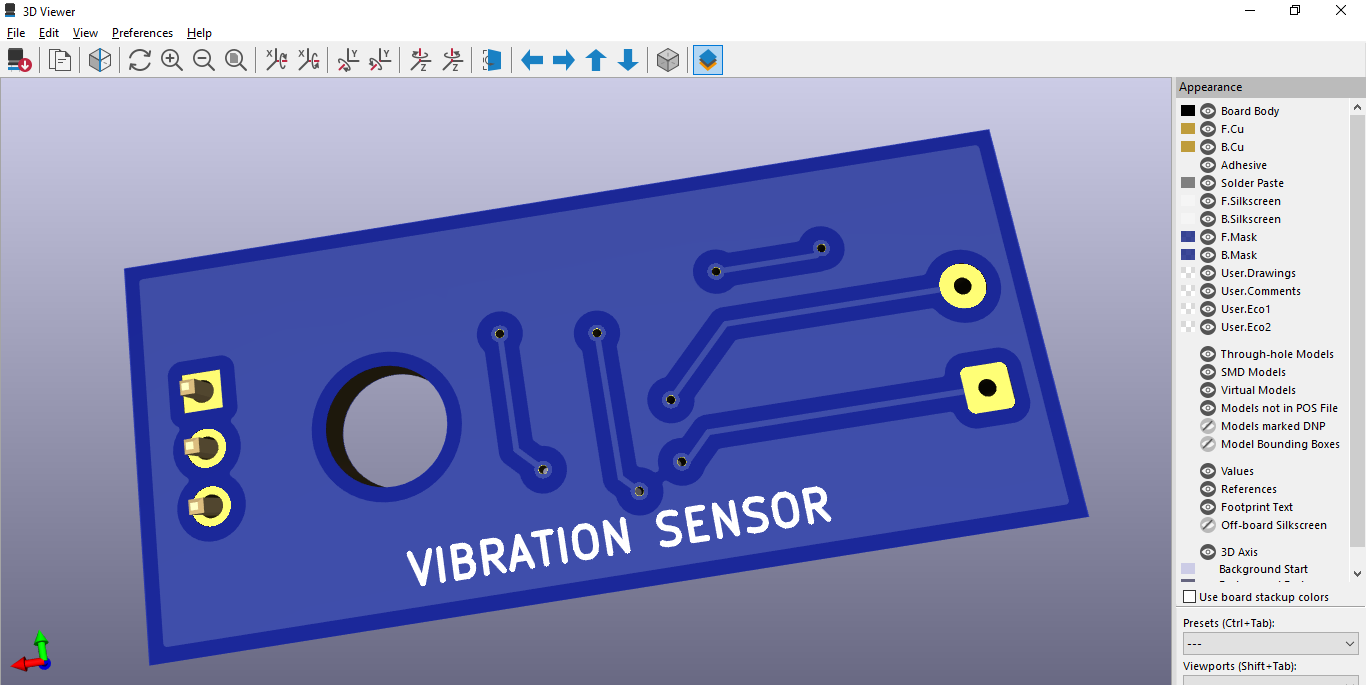 3D Viewer
File Edit View Preferences Help
Appearance
Board Body
F.Cu
B.Cu
Adhesive
Solder Paste
F.Silkscreen
B.Silkscreen
F.Mask
B.Mask
User.Drawings
User.Comments
User.Eco1
User.Eco2
Through-hole Models
SMD Models
Virtual Models
Models not in POS File
Models marked DNP
Model Bounding Boxes
Values
References
Footprint Text
Off-board Silkscreen
3D Axis
Background Start
Use board stackup colors
Presets (Ctrl+Tab):
---
Viewports (Shift+Tab):
X
X
Y
Y
Z
Z
VIBRATION SENSOR